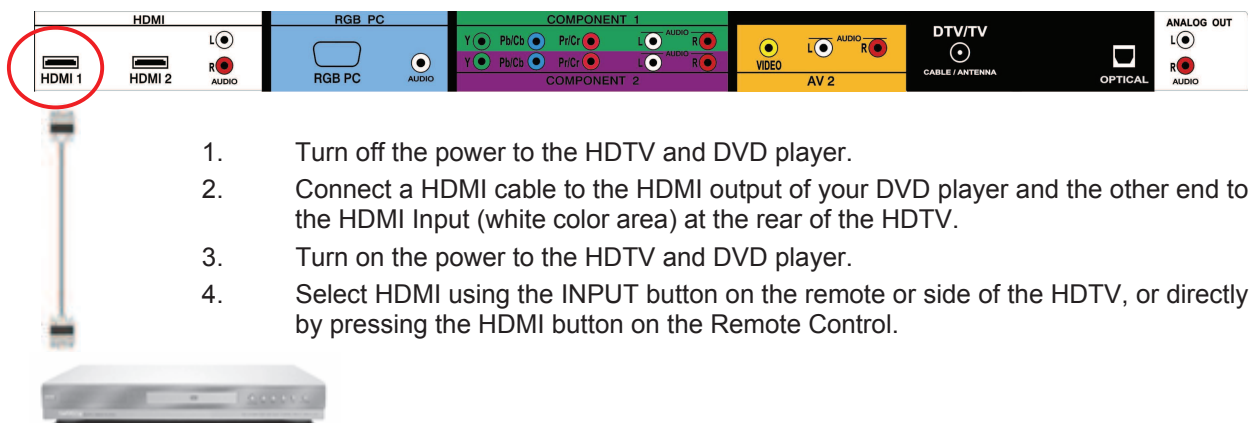 HDMI
RGB PC
COMPONENT 1
ANALOG OUT
L
Y Pb/Cb Pr/Cr L AUDIO R
L AUDIO R
DTV/TV
L
HDMI 1
HDMI 2
R
AUDIO
RGB PC
AUDIO
Y Pb/Cb Pr/Cr L AUDIO R
VIDEO
CABLE / ANTENNA
OPTICAL
R
AUDIO
COMPONENT 2
AV 2
1. Turn off the power to the HDTV and DVD player.
2. Connect a HDMI cable to the HDMI output of your DVD player and the other end to
the HDMI Input (white color area) at the rear of the HDTV.
3. Turn on the power to the HDTV and DVD player.
4. Select HDMI using the INPUT button on the remote or side of the HDTV, or directly
by pressing the HDMI button on the Remote Control.